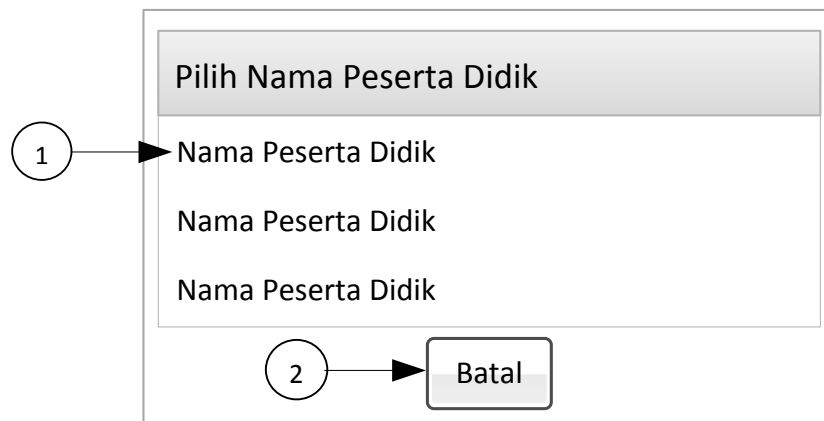 Pilih Nama Peserta Didik
1
Nama Peserta Didik
Nama Peserta Didik
Nama Peserta Didik
2
Batal